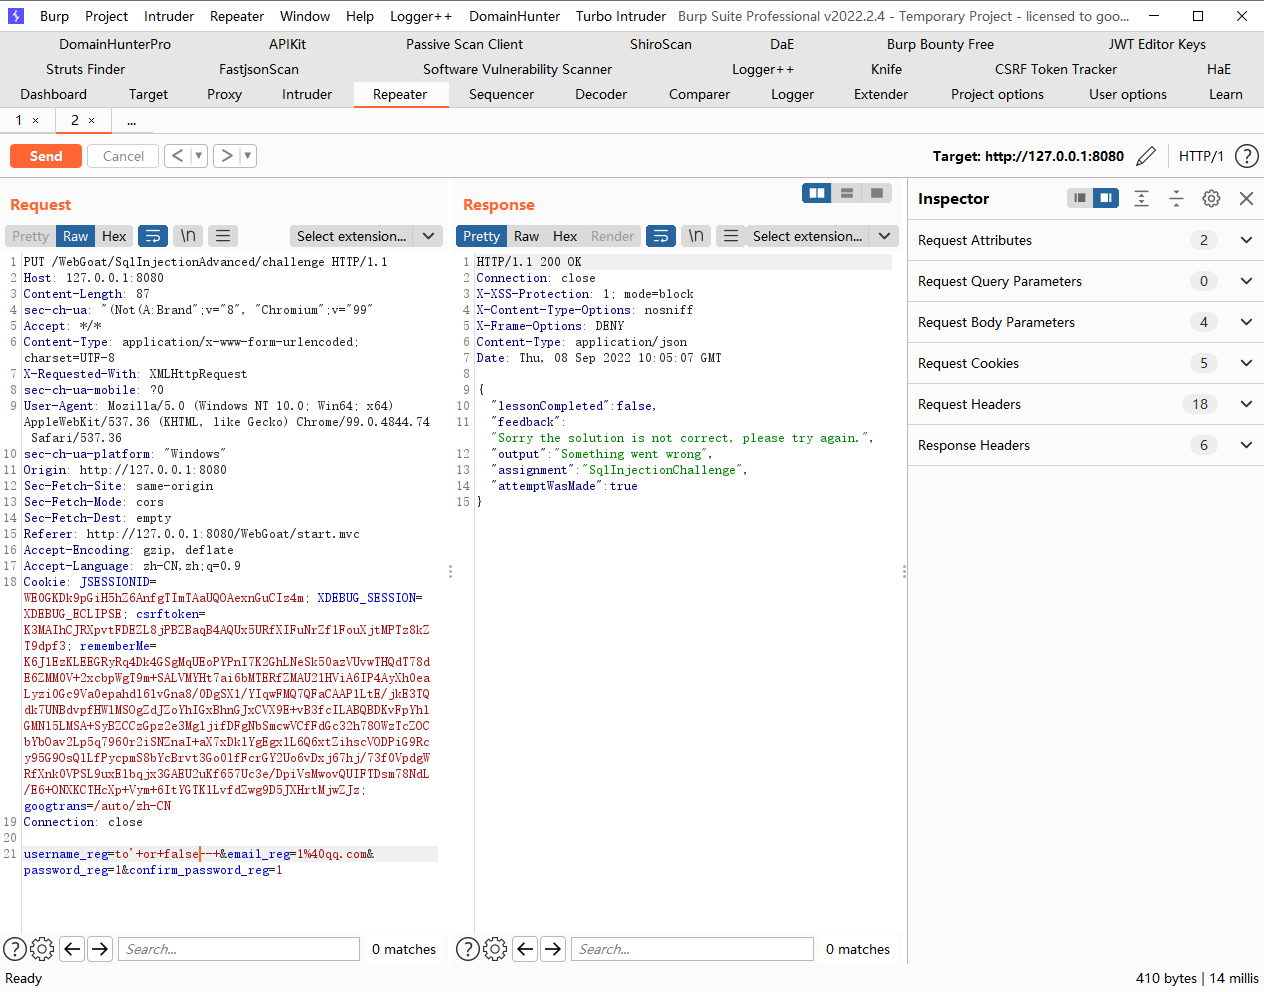 Burp Project Intruder Repeater Window Help Logger++ DomainHunter Turbo Intruder Burp Suite Professional v2022.2.4 - Temporary Project - licensed to goo...
DomainHunterPro APIKit Passive Scan Client ShiroScan DaE Burp Bounty Free JWT Editor Keys
Struts Finder FastjsonScan Software Vulnerability Scanner Logger++ Knife CSRF Token Tracker HaE
Dashboard Target Proxy Intruder Repeater Sequencer Decoder Comparer Logger Extender Project options User options Learn
1 × 2 × ...
Send Cancel < > Target: http://127.0.0.1:8080 HTTP/1 ?
Request
Pretty Raw Hex \n Select extension...
1 PUT /WebGoat/SqlInjectionAdvanced/challenge HTTP/1.1
2 Host: 127.0.0.1:8080
3 Content-Length: 87
4 sec-ch-ua: "(Not(A:Brand";v="8", "Chromium";v="99"
5 Accept: */*
6 Content-Type: application/x-www-form-urlencoded;
charset=UTF-8
7 X-Requested-With: XMLHttpRequest
8 sec-ch-ua-mobile: ?0
9 User-Agent: Mozilla/5.0 (Windows NT 10.0; Win64; x64)
AppleWebKit/537.36 (KHTML, like Gecko) Chrome/99.0.4844.74
Safari/537.36
10 sec-ch-ua-platform: "Windows"
11 Origin: http://127.0.0.1:8080
12 Sec-Fetch-Site: same-origin
13 Sec-Fetch-Mode: cors
14 Sec-Fetch-Dest: empty
15 Referer: http://127.0.0.1:8080/WebGoat/start.mvc
16 Accept-Encoding: gzip, deflate
17 Accept-Language: zh-CN,zh;q=0.9
18 Cookie: JSESSIONID=
XDEBUG_SESSION=
XDEBUG_ECLIPSE; csrftoken=
rememberMe=
googtrans=/auto/zh-CN
19 Connection: close
20
21 username_reg=to'+or+false--+&email_reg=1%40qq.com&
password_reg=1&confirm_password_reg=1
? Search... 0 matches
Response
Pretty Raw Hex Render \n Select extension...
1 HTTP/1.1 200 OK
2 Connection: close
3 X-XSS-Protection: 1; mode=block
4 X-Content-Type-Options: nosniff
5 X-Frame-Options: DENY
6 Content-Type: application/json
7 Date: Thu, 08 Sep 2022 10:05:07 GMT
8
9 {
10 "lessonCompleted":false,
11 "feedback":
"Sorry the solution is not correct, please try again.",
12 "output":"Something went wrong",
13 "assignment":"SqlInjectionChallenge",
14 "attemptWasMade":true
15 }
? Search... 0 matches
Inspector
Request Attributes 2
Request Query Parameters 0
Request Body Parameters 4
Request Cookies 5
Request Headers 18
Response Headers 6
Ready 410 bytes | 14 millis